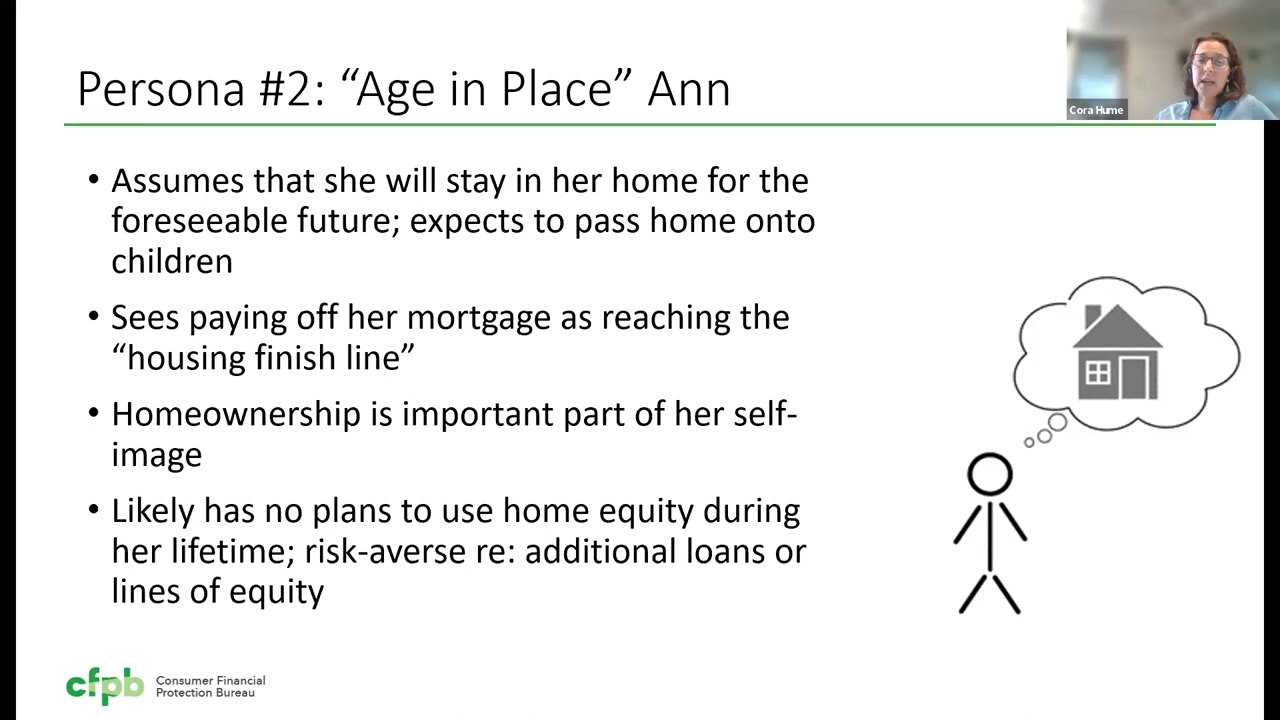 Persona #2: “Age in Place” Ann
Cora Hume
• Assumes that she will stay in her home for the
foreseeable future; expects to pass home onto
children
• Sees paying off her mortgage as reaching the
“housing finish line”
• Homeownership is important part of her self-
image
• Likely has no plans to use home equity during
her lifetime; risk-averse re: additional loans or
lines of equity
cfpb
Consumer Financial
Protection Bureau